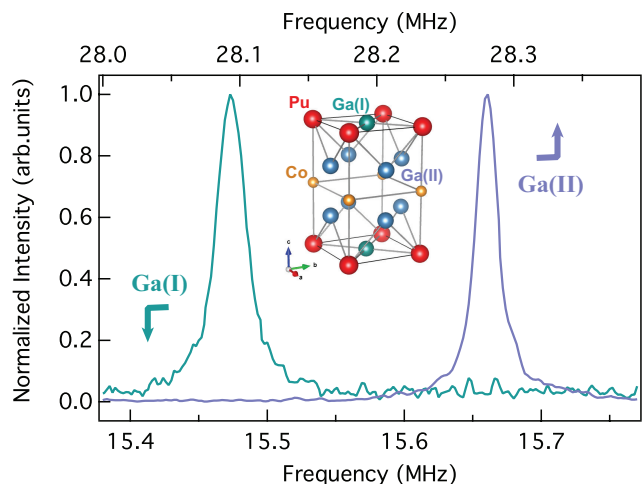 Frequency (MHz)
28.0 28.1 28.2 28.3
Normalized Intensity (arb.units)
1.0
0.8
0.6
0.4
0.2
0.0
Pu
Ga(I)
Ga(II)
Co
c
b
a
Ga(I)
Ga(II)
15.4 15.5 15.6 15.7
Frequency (MHz)